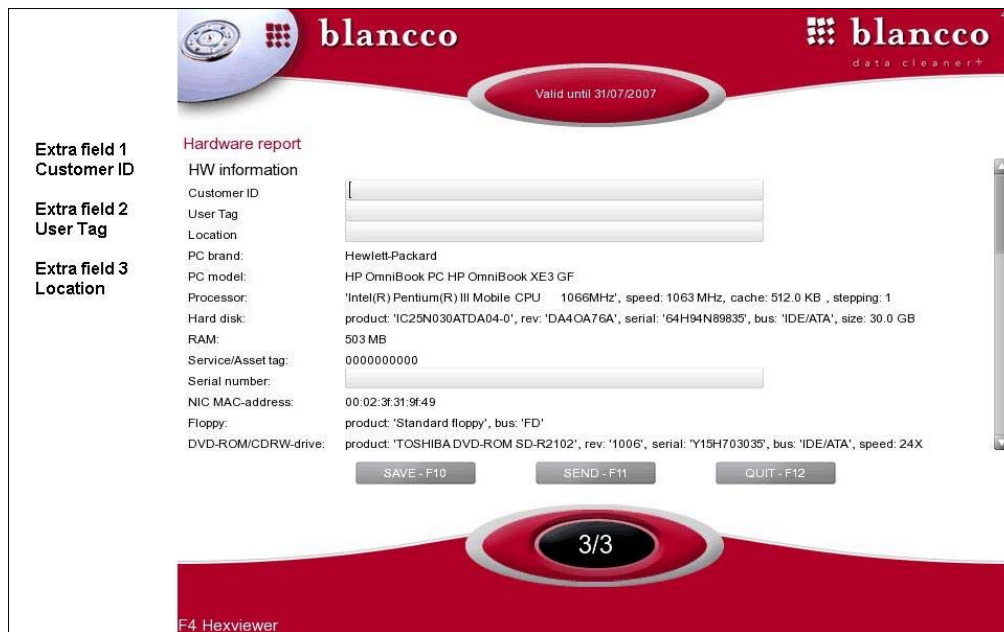 blancco
blancco
data cleaner+
Valid until 31/07/2007
Extra field 1
Customer ID
Extra field 2
User Tag
Extra field 3
Location
Hardware report
HW information
Customer ID
User Tag
Location
PC brand: Hewlett-Packard
PC model: HP OmniBook PC HP OmniBook XE3 GF
Processor: 'Intel(R) Pentium(R) III Mobile CPU 1066MHz', speed: 1063 MHz, cache: 512.0 KB , stepping: 1
Hard disk: product: 'IC25N030ATDA04-0', rev: 'DA4OA76A', serial: '64H94N89835', bus: 'IDE/ATA', size: 30.0 GB
RAM: 503 MB
Service/Asset tag: 0000000000
Serial number:
NIC MAC-address: 00:02:3f:31:9f:49
Floppy: product: 'Standard floppy', bus: 'FD'
DVD-ROM/CDRW-drive: product: 'TOSHIBA DVD-ROM SD-R2102', rev: '1006', serial: 'Y15H703035', bus: 'IDE/ATA', speed: 24X
SAVE - F10 SEND - F11 QUIT - F12
3/3
F4 Hexviewer